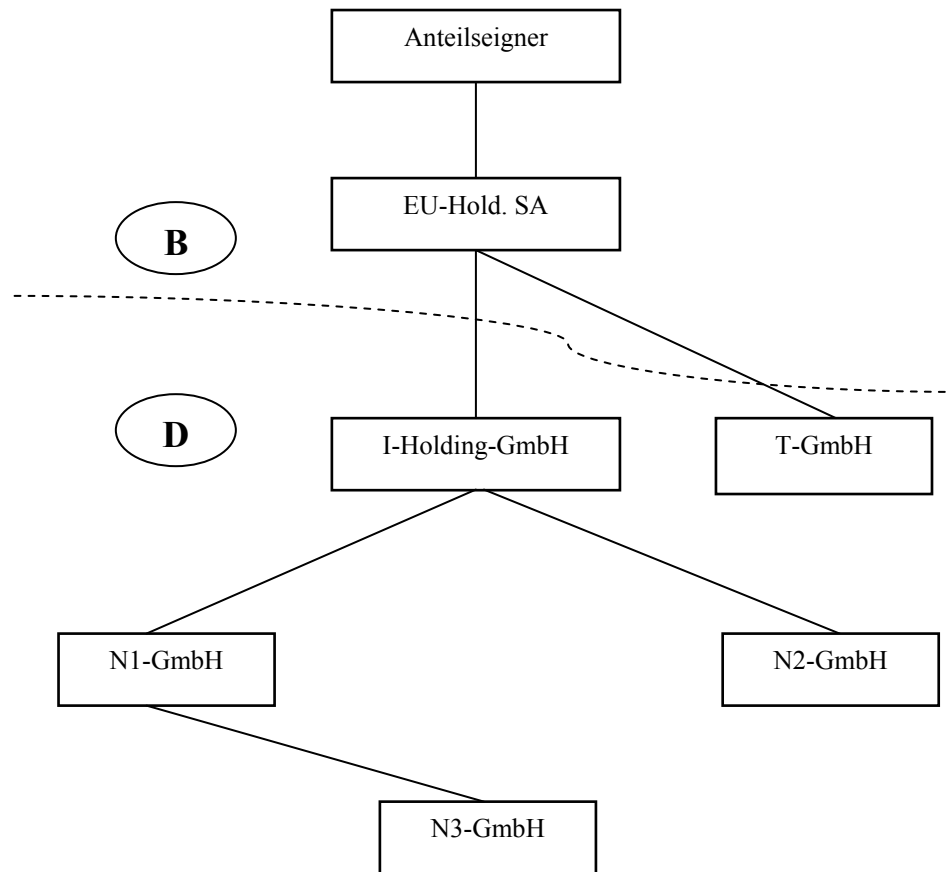 Anteilseigner
EU-Hold. SA
B
D
I-Holding-GmbH
T-GmbH
N1-GmbH
N2-GmbH
N3-GmbH